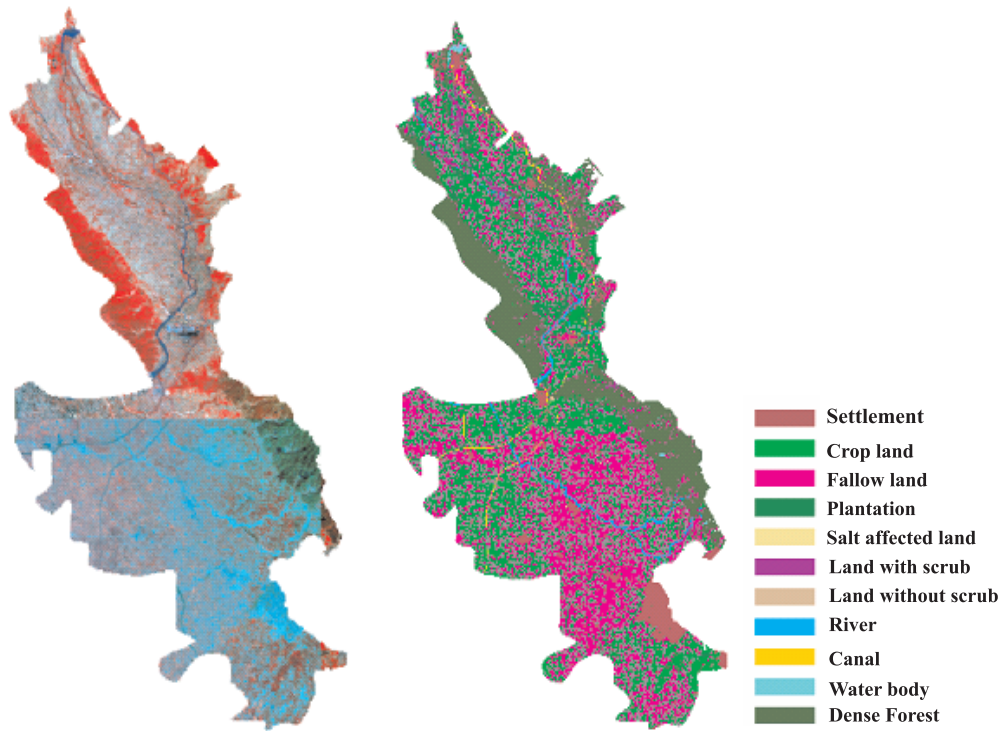 Settlement
Crop land
Fallow land
Plantation
Salt affected land
Land with scrub
Land without scrub
River
Canal
Water body
Dense Forest